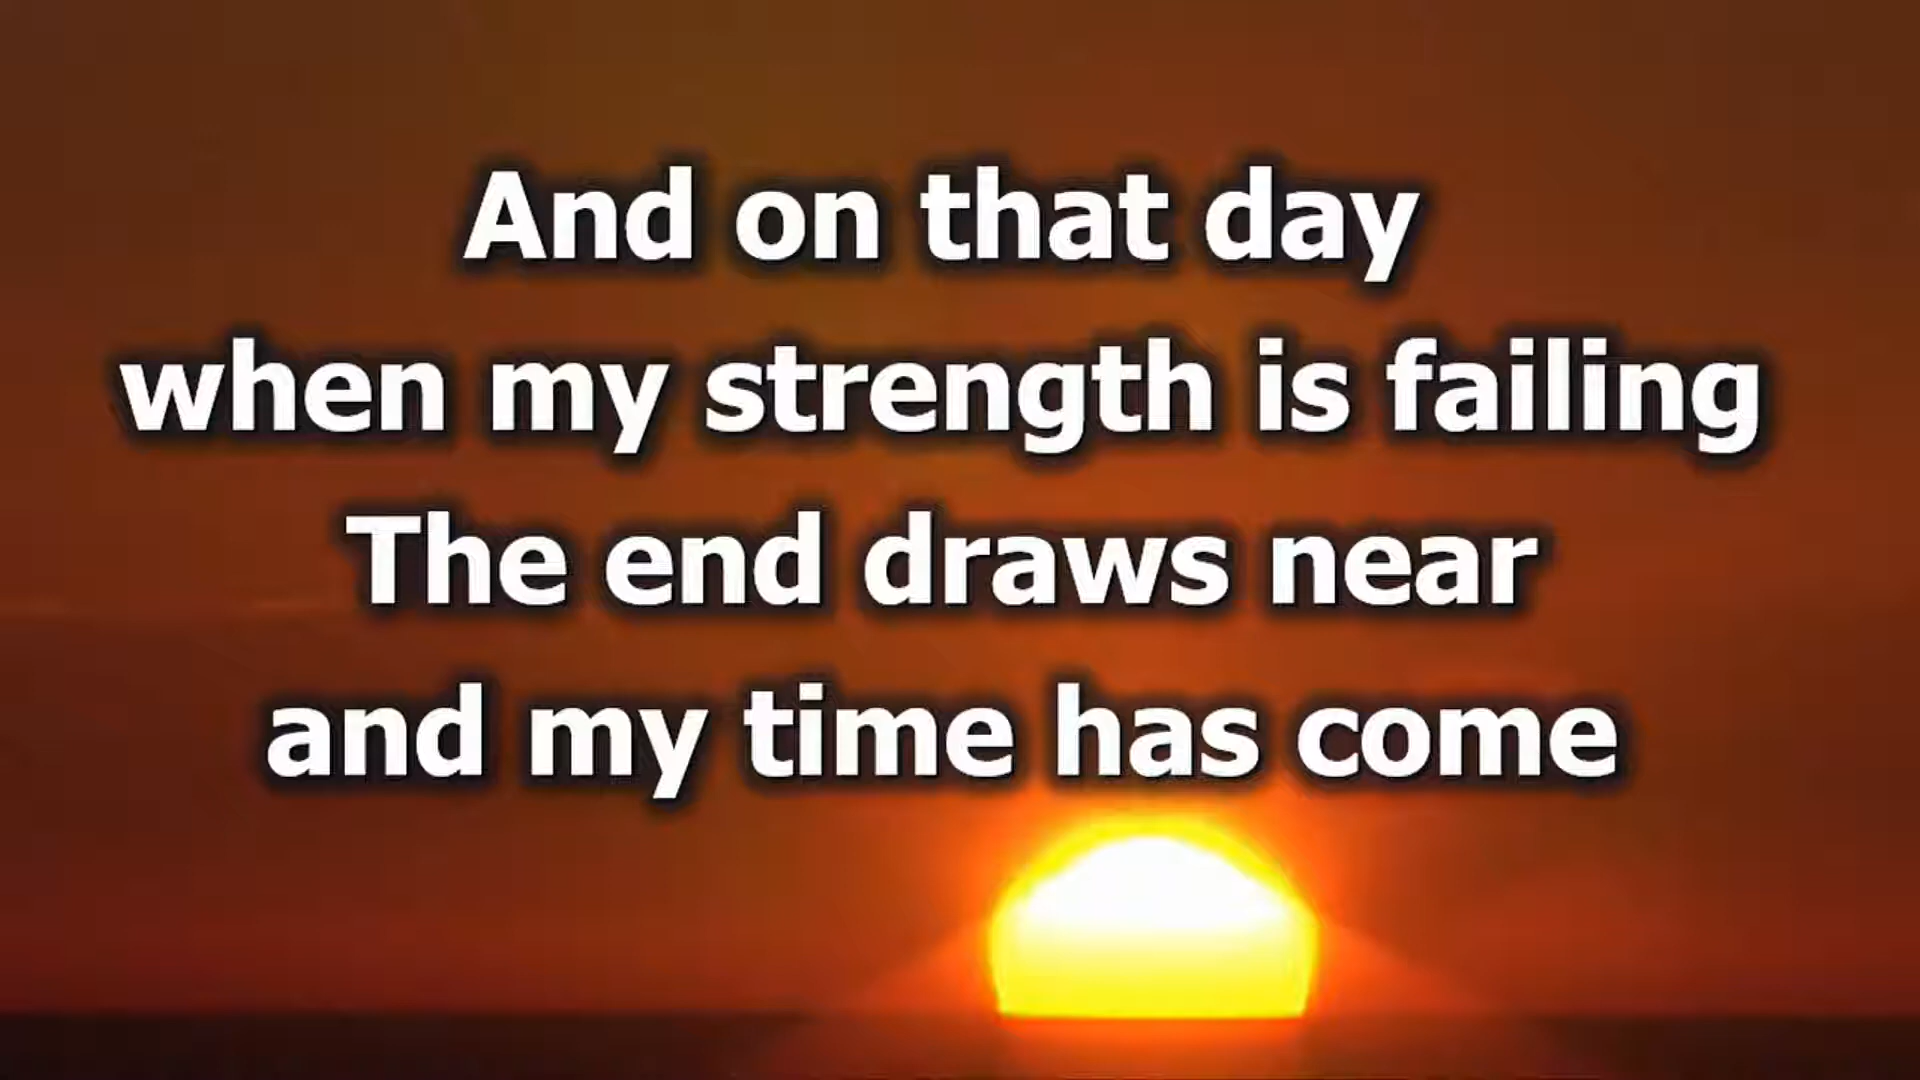 And on that day
when my strength is failing
The end draws near
and my time has come